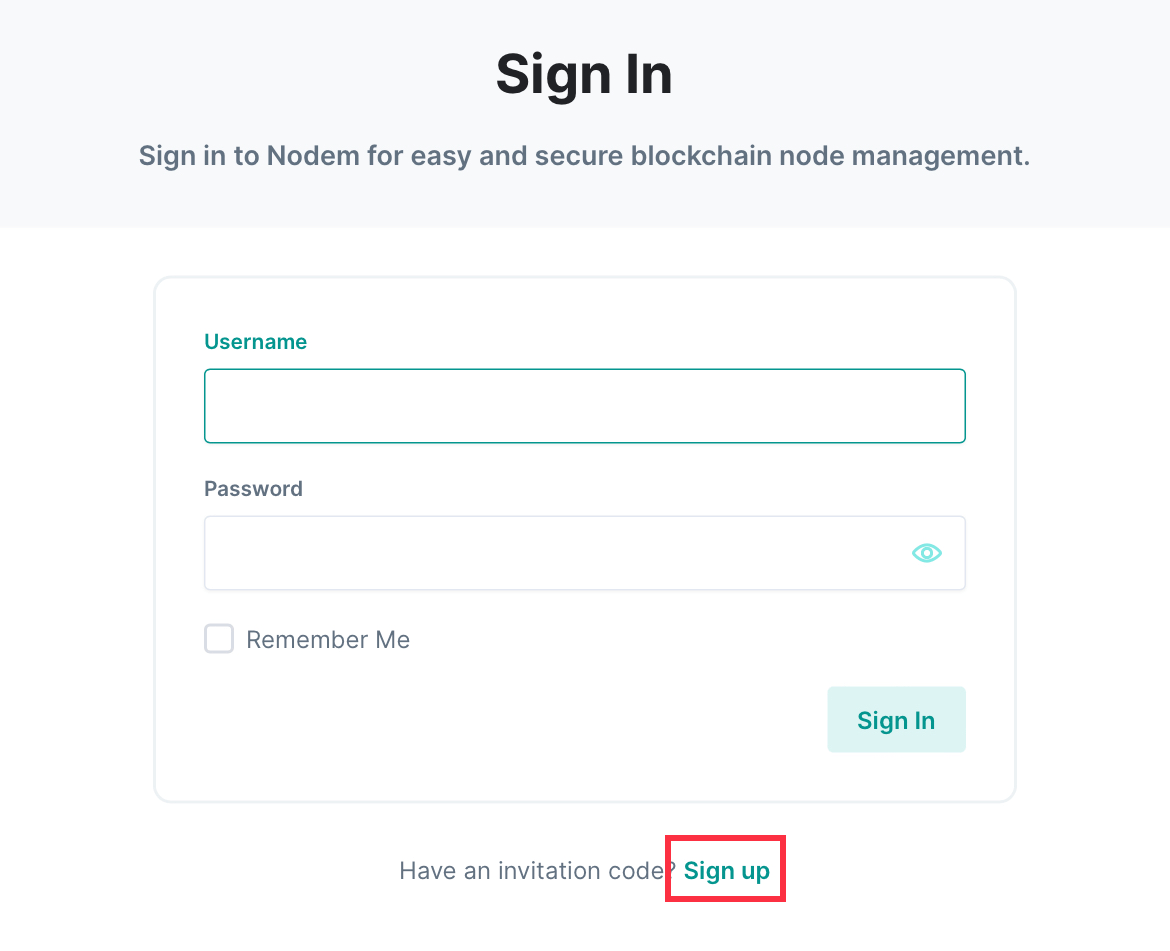 Sign In
Sign in to Nodem for easy and secure blockchain node management.
Username
Password
Remember Me
Sign In
Have an invitation code? Sign up